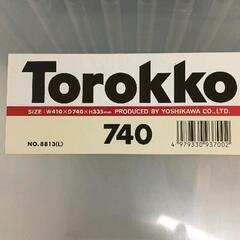 Torokko
SIZE : W410×D740×H335mm PRODUCED BY YOSHIKAWA CO.,LTD.
NO.8813(L)
740
4 979330 937002